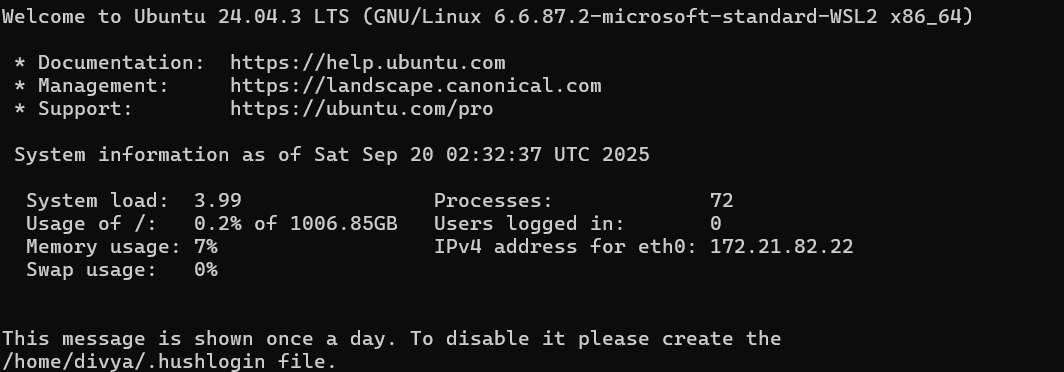 Welcome to Ubuntu 24.04.3 LTS (GNU/Linux 6.6.87.2-microsoft-standard-WSL2 x86_64)
* Documentation:  https://help.ubuntu.com
* Management:     https://landscape.canonical.com
* Support:        https://ubuntu.com/pro
System information as of Sat Sep 20 02:32:37 UTC 2025
System load:  3.99                Processes:             72
Usage of /:   0.2% of 1006.85GB   Users logged in:       0
Memory usage: 7%                  IPv4 address for eth0: 172.21.82.22
Swap usage:   0%
This message is shown once a day. To disable it please create the
/home/divya/.hushlogin file.